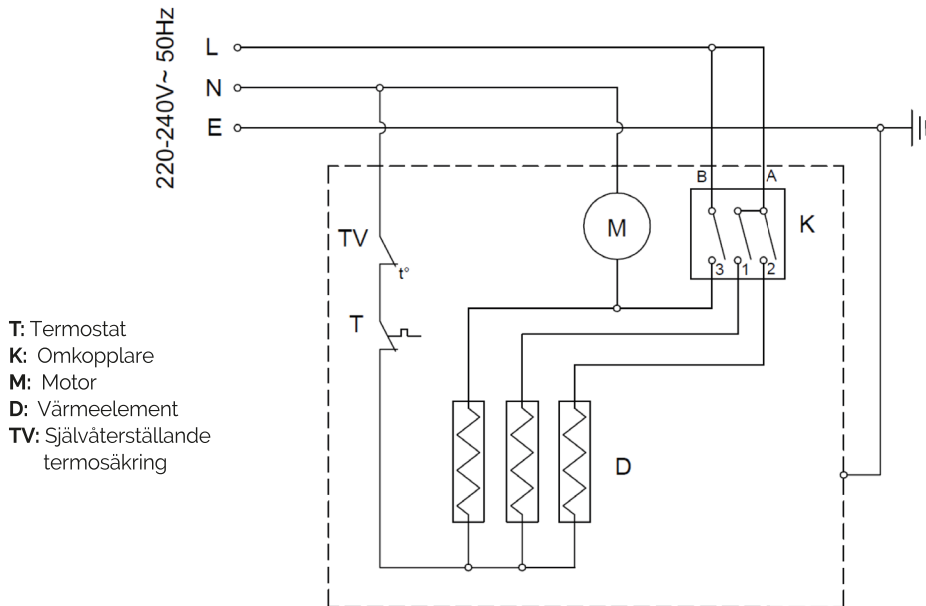 220-240V~ 50Hz
L
N
E
B
A
K
M
TV
t°
3
1
2
T
D
T: Termostat
K: Omkopplare
M: Motor
D: Värmeelement
TV: Självåterställande
termosäkring